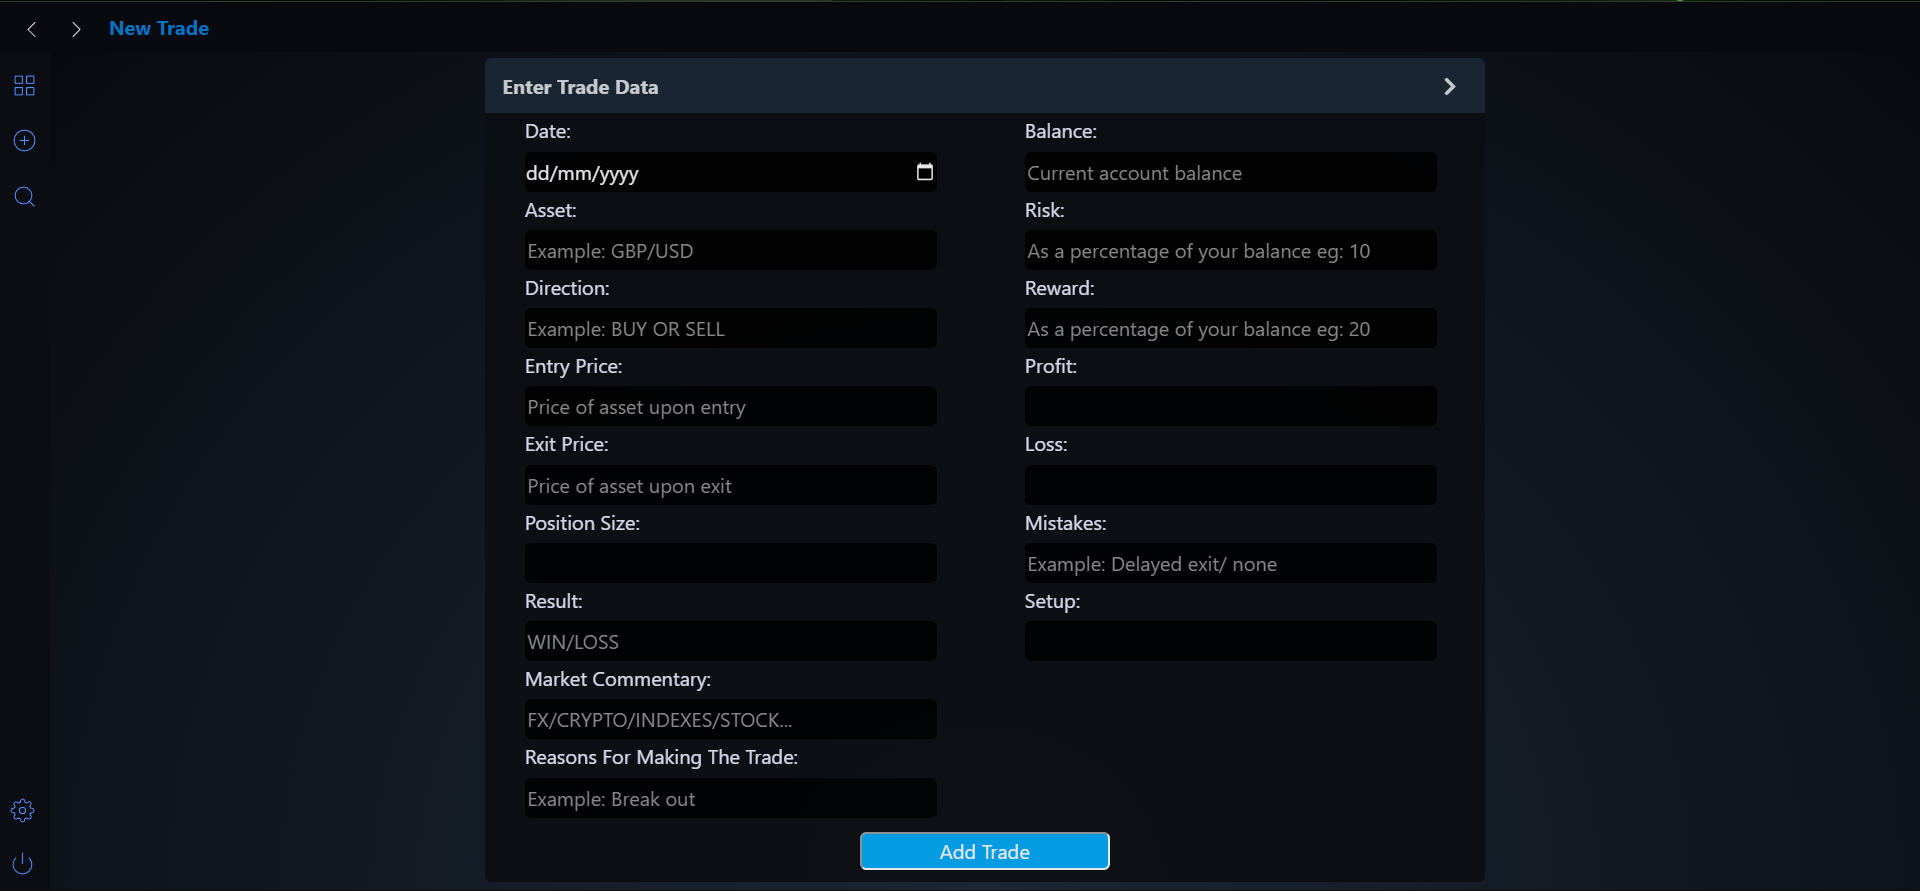 New Trade
Enter Trade Data
Date:
dd/mm/yyyy
Asset:
Example: GBP/USD
Direction:
Example: BUY OR SELL
Entry Price:
Price of asset upon entry
Exit Price:
Price of asset upon exit
Position Size:
Result:
WIN/LOSS
Market Commentary:
FX/CRYPTO/INDEXES/STOCK...
Reasons For Making The Trade:
Example: Break out
Balance:
Current account balance
Risk:
As a percentage of your balance eg: 10
Reward:
As a percentage of your balance eg: 20
Profit:
Loss:
Mistakes:
Example: Delayed exit/ none
Setup:
Add Trade